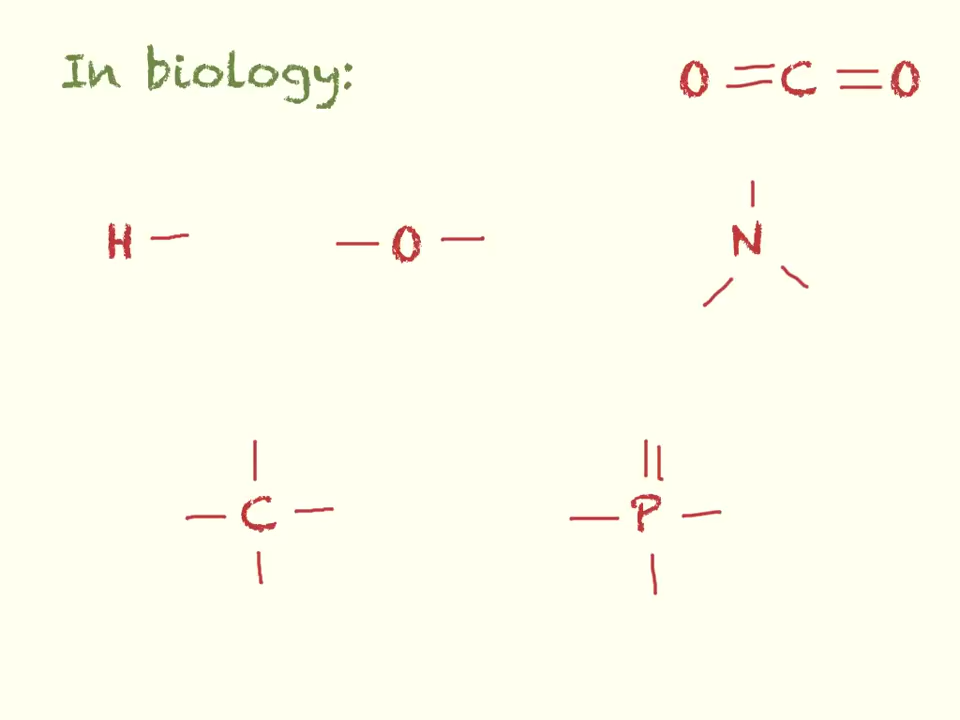 In biology:
O = C = O
H –
– O –
N
C
P